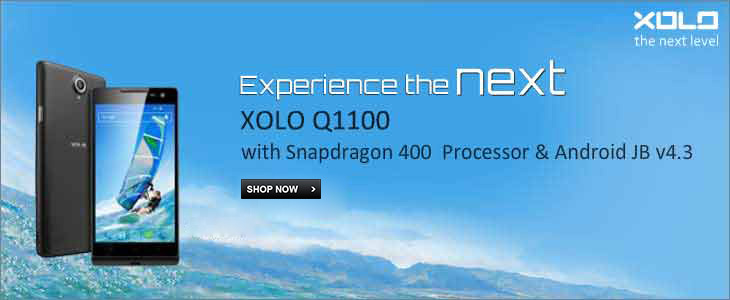 XOLO
the next level
Experience the next
XOLO Q1100
with Snapdragon 400 Processor & Android JB v4.3
SHOP NOW >